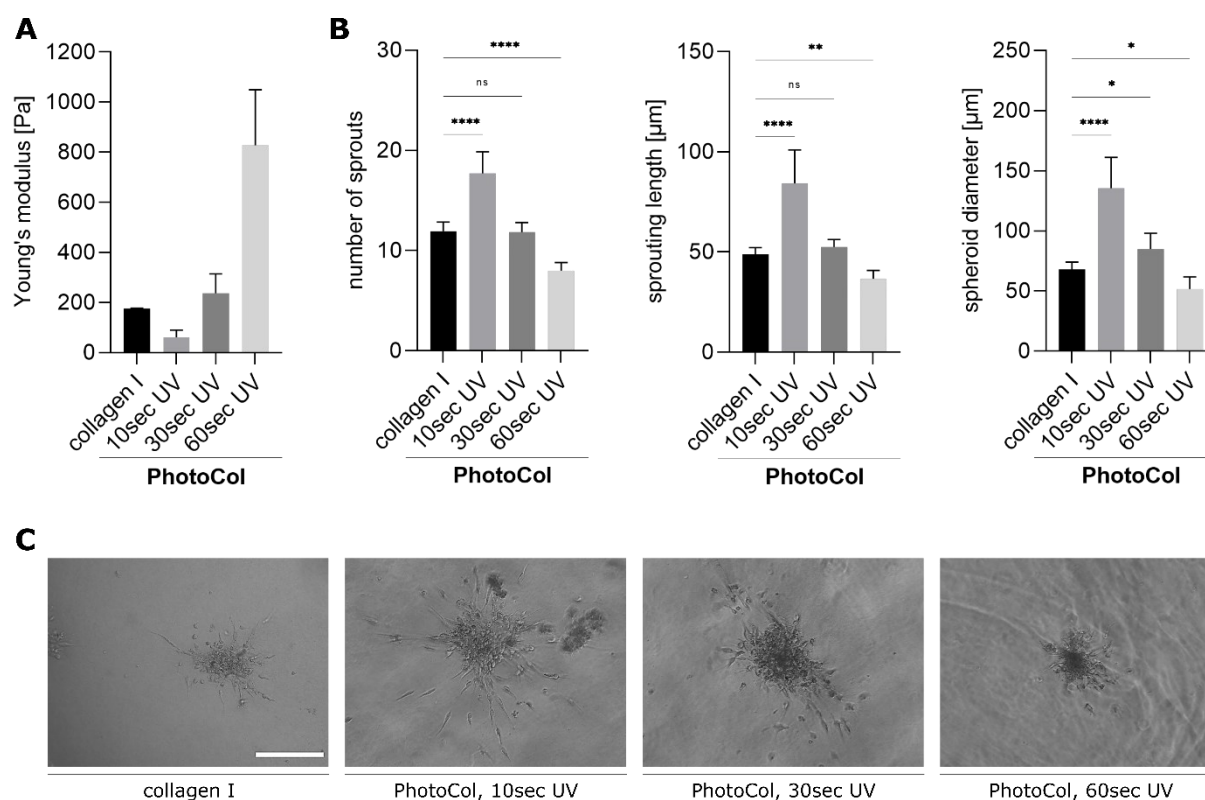 A
Young's modulus [Pa]
1200
1000
800
600
400
200
0
collagen I
10sec UV
30sec UV
60sec UV
PhotoCol
B
number of sprouts
30
20
10
0
****
ns
****
collagen I
10sec UV
30sec UV
60sec UV
PhotoCol
sprouting length [µm]
150
100
50
0
**
ns
****
collagen I
10sec UV
30sec UV
60sec UV
PhotoCol
spheroid diameter [µm]
250
200
150
100
50
0
*
*
****
collagen I
10sec UV
30sec UV
60sec UV
PhotoCol
C
collagen I
PhotoCol, 10sec UV
PhotoCol, 30sec UV
PhotoCol, 60sec UV